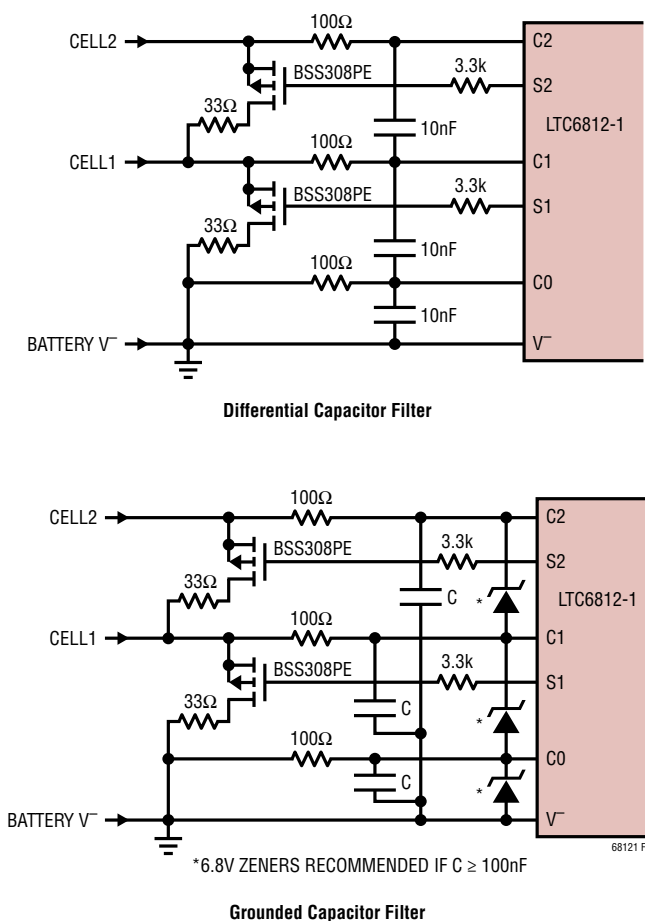 100Ω
CELL2
C2
BSS308PE
3.3k
S2
33Ω
LTC6812-1
10nF
100Ω
CELL1
C1
BSS308PE
3.3k
S1
33Ω
10nF
100Ω
C0
10nF
BATTERY V–
V–
Differential Capacitor Filter
100Ω
CELL2
C2
BSS308PE
3.3k
S2
33Ω
LTC6812-1
C
*
100Ω
CELL1
C1
BSS308PE
3.3k
S1
33Ω
C
*
100Ω
C0
C
*
BATTERY V–
V–
68121 F
*6.8V ZENERS RECOMMENDED IF C ≥ 100nF
Grounded Capacitor Filter